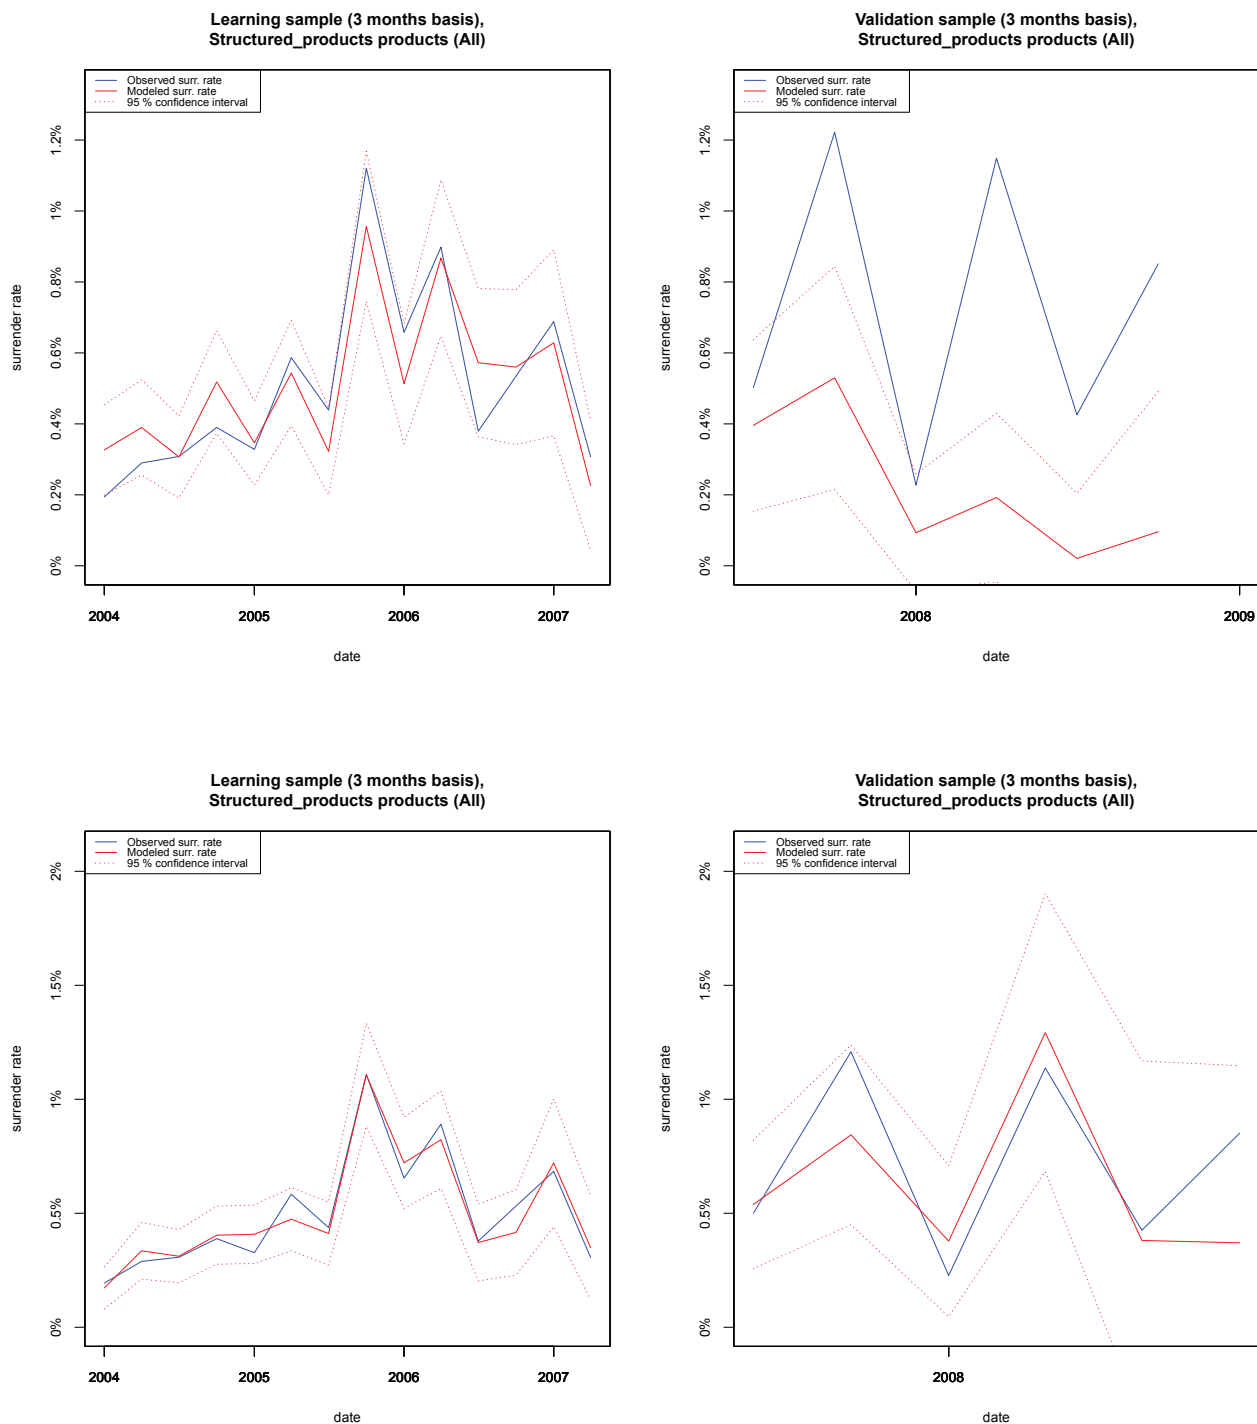 Learning sample (3 months basis),
Structured_products products (All)
Observed surr. rate
Modeled surr. rate
95 % confidence interval
surrender rate
0%
0.2%
0.4%
0.6%
0.8%
1%
1.2%
2004
2005
2006
2007
date
Validation sample (3 months basis),
Structured_products products (All)
Observed surr. rate
Modeled surr. rate
95 % confidence interval
surrender rate
0%
0.2%
0.4%
0.6%
0.8%
1%
1.2%
2008
2009
date
Learning sample (3 months basis),
Structured_products products (All)
Observed surr. rate
Modeled surr. rate
95 % confidence interval
surrender rate
0%
0.5%
1%
1.5%
2%
2004
2005
2006
2007
date
Validation sample (3 months basis),
Structured_products products (All)
Observed surr. rate
Modeled surr. rate
95 % confidence interval
surrender rate
0%
0.5%
1%
1.5%
2%
2008
date